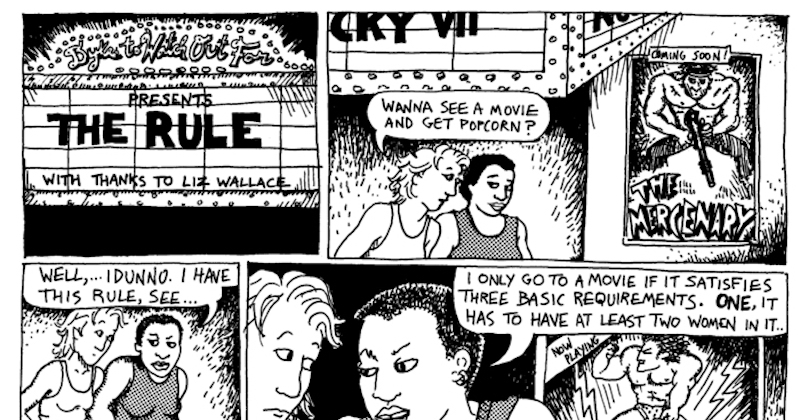 Dykes to Watch Out For
PRESENTS
THE RULE
WITH THANKS TO LIZ WALLACE
CKY VII
WANNA SEE A MOVIE
AND GET POPCORN?
COMING SOON!
THE
MERCENARY
WELL,... I DUNNO. I HAVE
THIS RULE, SEE...
I ONLY GO TO A MOVIE IF IT SATISFIES
THREE BASIC REQUIREMENTS. ONE, IT
HAS TO HAVE AT LEAST TWO WOMEN IN IT..
NOW
PLAYING